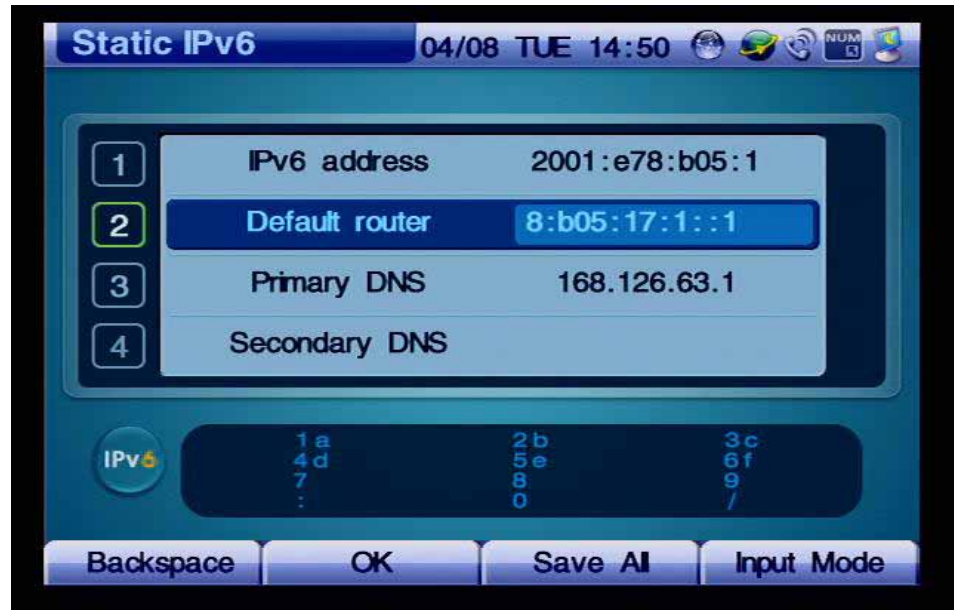 Static IPv6 04/08 TUE 14:50 NUM
1 IPv6 address 2001:e78:b05:1
2 Default router 8:b05:17:1::1
3 Primary DNS 168.126.63.1
4 Secondary DNS
IPv6
1a 2b 3c
4d 5e 6f
7 8 9
: 0 /
Backspace OK Save All Input Mode